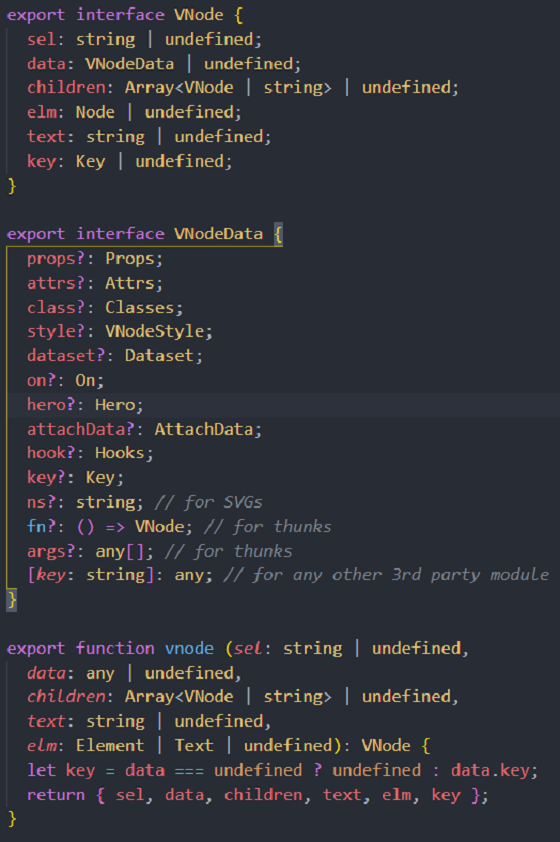 export interface VNode {
  sel: string | undefined;
  data: VNodeData | undefined;
  children: Array<VNode | string> | undefined;
  elm: Node | undefined;
  text: string | undefined;
  key: Key | undefined;
}

export interface VNodeData {
  props?: Props;
  attrs?: Attrs;
  class?: Classes;
  style?: VNodeStyle;
  dataset?: Dataset;
  on?: On;
  hero?: Hero;
  attachData?: AttachData;
  hook?: Hooks;
  key?: Key;
  ns?: string; // for SVGs
  fn?: () => VNode; // for thunks
  args?: any[]; // for thunks
  [key: string]: any; // for any other 3rd party module
}

export function vnode (sel: string | undefined,
  data: any | undefined,
  children: Array<VNode | string> | undefined,
  text: string | undefined,
  elm: Element | Text | undefined): VNode {
  let key = data === undefined ? undefined : data.key;
  return { sel, data, children, text, elm, key };
}